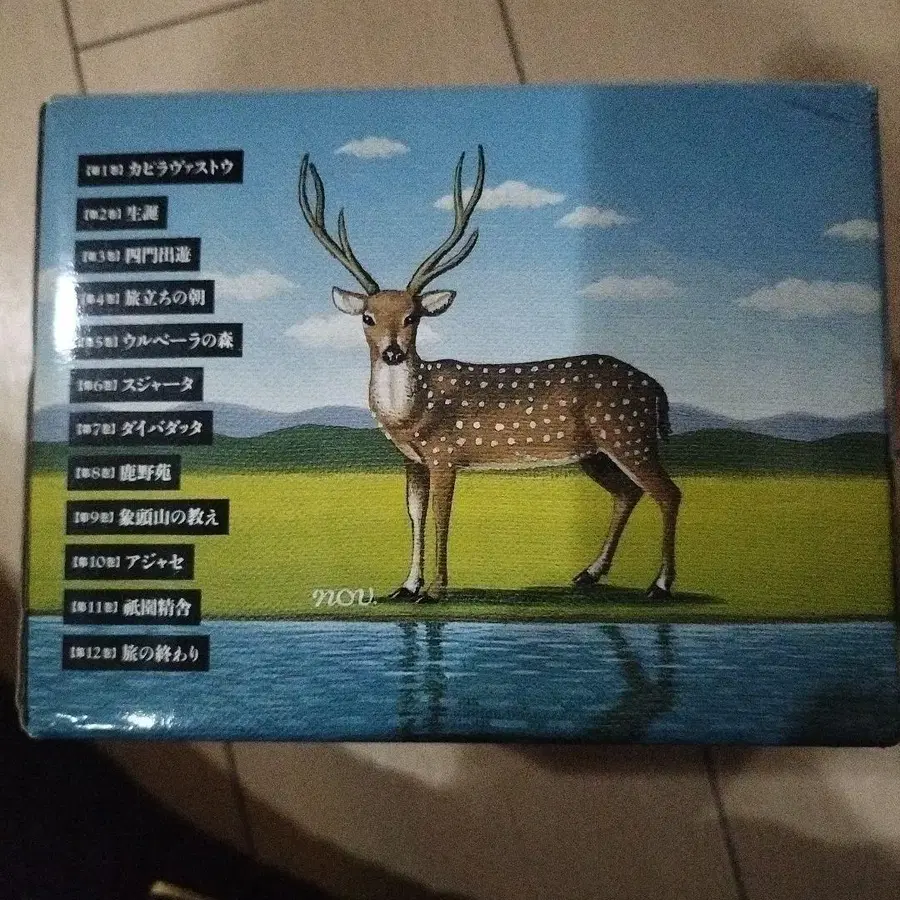 【第1巻】カピラヴァストウ
【第2巻】生誕
【第3巻】四門出遊
【第4巻】旅立ちの朝
【第5巻】ウルベーラの森
【第6巻】スジャータ
【第7巻】ダイバダッタ
【第8巻】鹿野苑
【第9巻】象頭山の教え
【第10巻】アジャセ
【第11巻】祇園精舎
【第12巻】旅の終わり
nov.